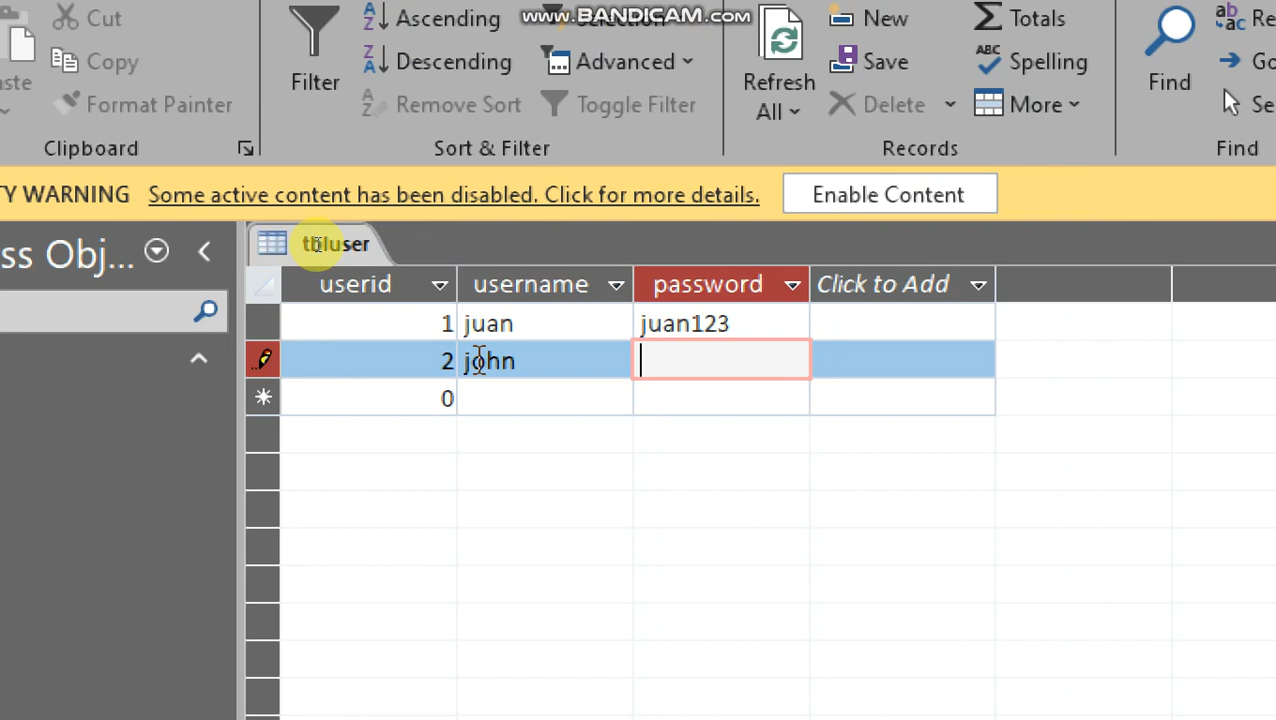 www.BANDICAM.com
Cut
Copy
Format Painter
Clipboard
Filter
Ascending
Descending
Remove Sort
Selection
Advanced
Toggle Filter
Sort & Filter
Refresh
All
New
Save
Delete
Totals
ABC
Spelling
More
Records
Find
Find
WARNING Some active content has been disabled. Click for more details. Enable Content
Obj...
tbluser
userid username password Click to Add
1 juan juan123
2 john
0